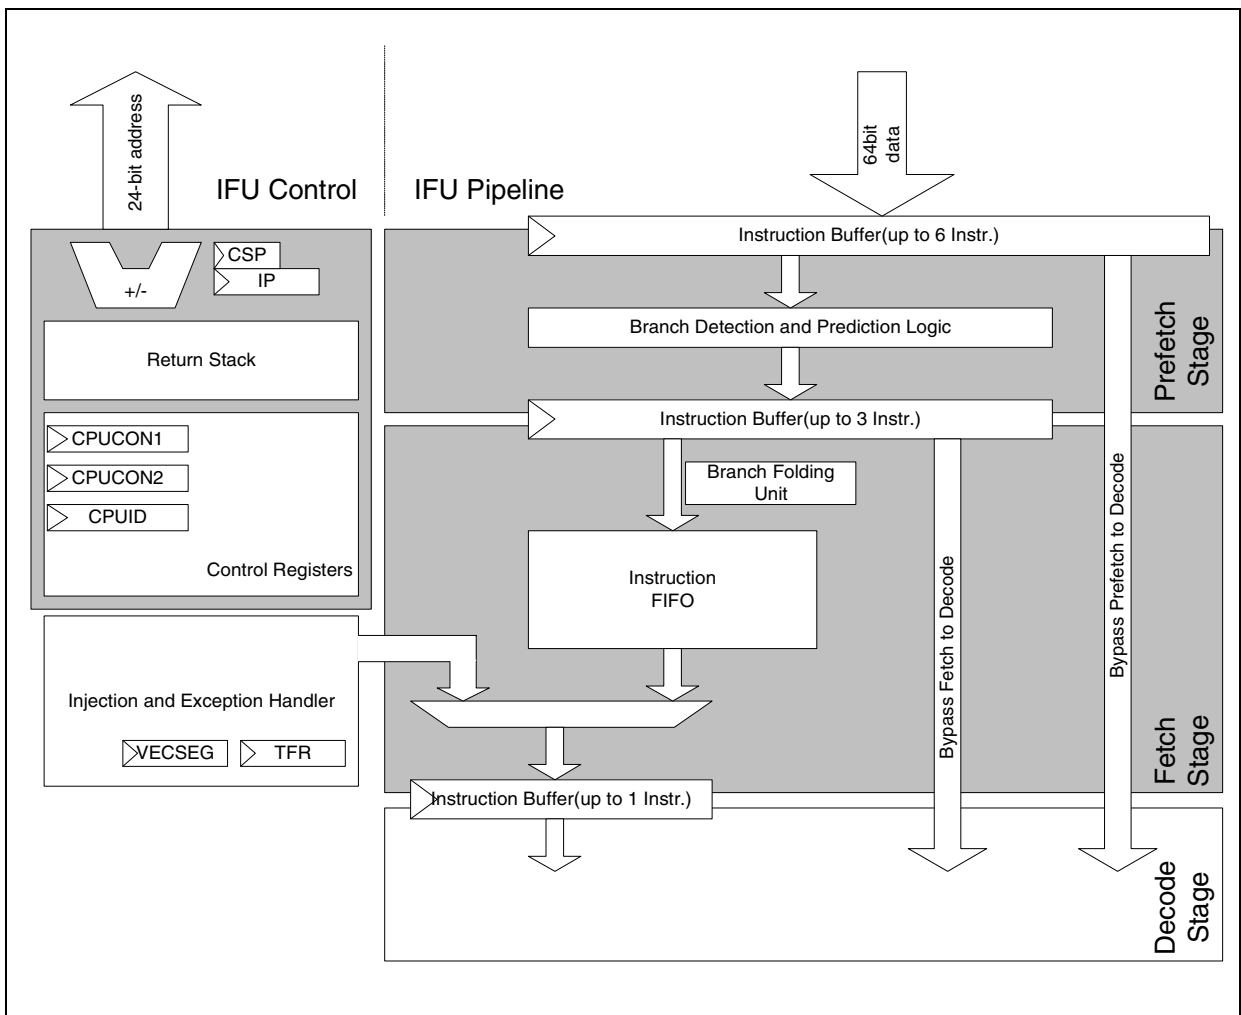 24-bit address
64bit
data
IFU Control
IFU Pipeline
CSP
IP
+/-
Instruction Buffer(up to 6 Instr.)
Return Stack
Branch Detection and Prediction Logic
Prefetch
Stage
Instruction Buffer(up to 3 Instr.)
CPUCON1
CPUCON2
CPUID
Control Registers
Branch Folding
Unit
Instruction
FIFO
Bypass Fetch to Decode
Bypass Prefetch to Decode
Injection and Exception Handler
VECSEG
TFR
Fetch
Stage
Instruction Buffer(up to 1 Instr.)
Decode
Stage